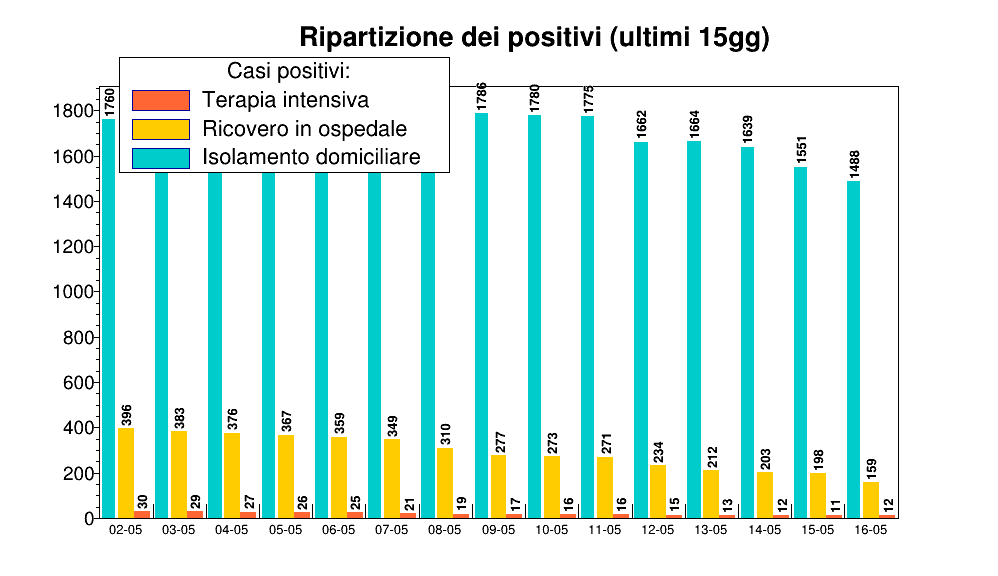 Ripartizione dei positivi (ultimi 15gg)
Casi positivi:
Terapia intensiva
Ricovero in ospedale
Isolamento domiciliare
1760 1786 1780 1775 1662 1664 1639 1551 1488
396 383 376 367 359 349 310 277 273 271 234 212 203 198 159
30 29 27 26 25 21 19 17 16 16 15 13 12 11 12
1800
1600
1400
1200
1000
800
600
400
200
0
02-05 03-05 04-05 05-05 06-05 07-05 08-05 09-05 10-05 11-05 12-05 13-05 14-05 15-05 16-05